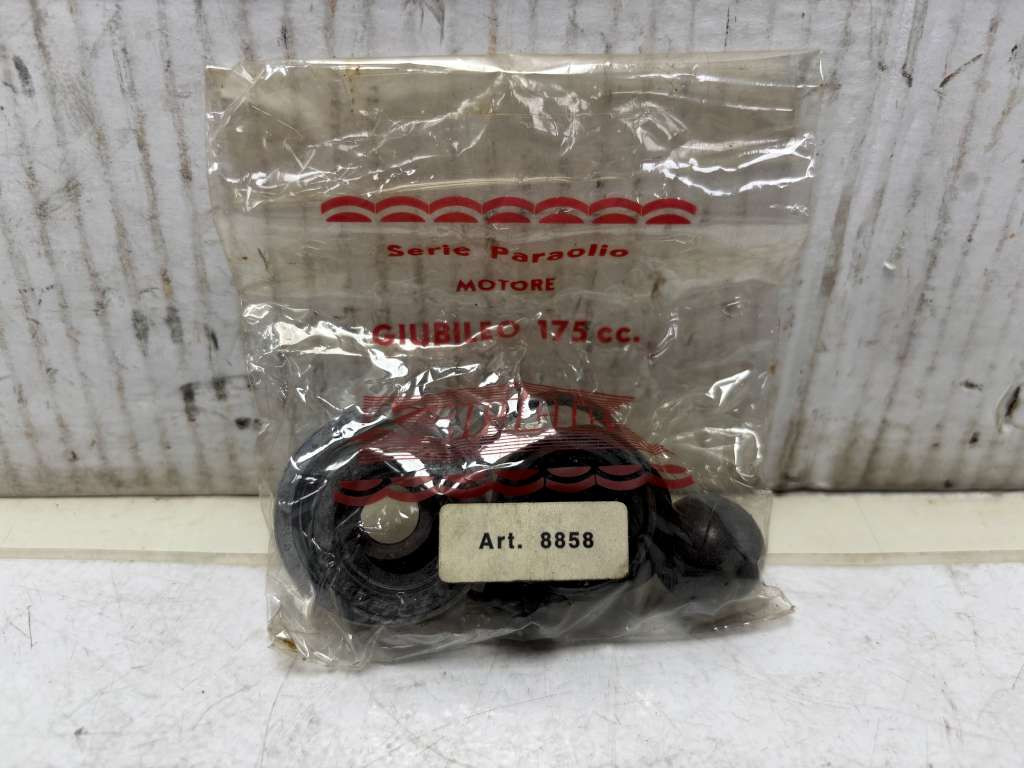 Serie Paraolio
MOTORE
GIUBILEO 175 cc.
Art. 8858